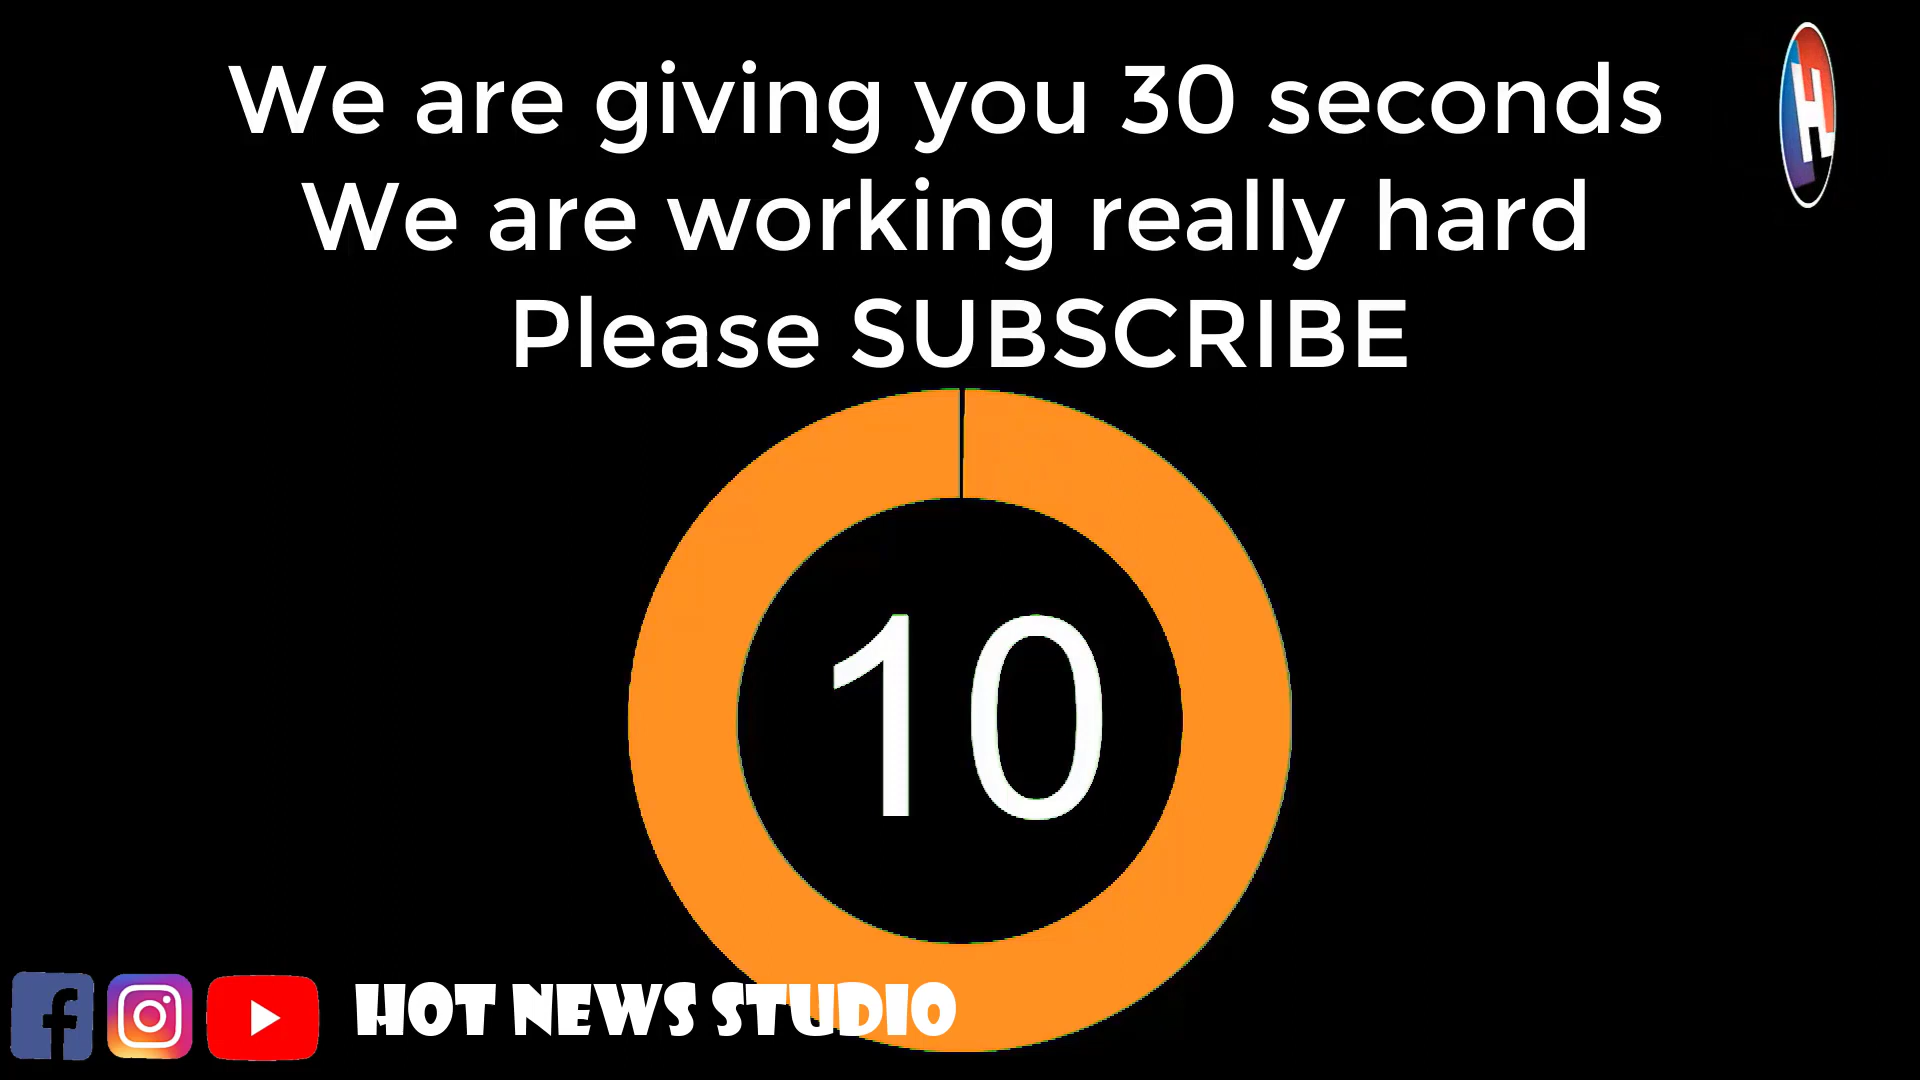 We are giving you 30 seconds
We are working really hard
Please SUBSCRIBE
10
HOT NEWS STUDIO